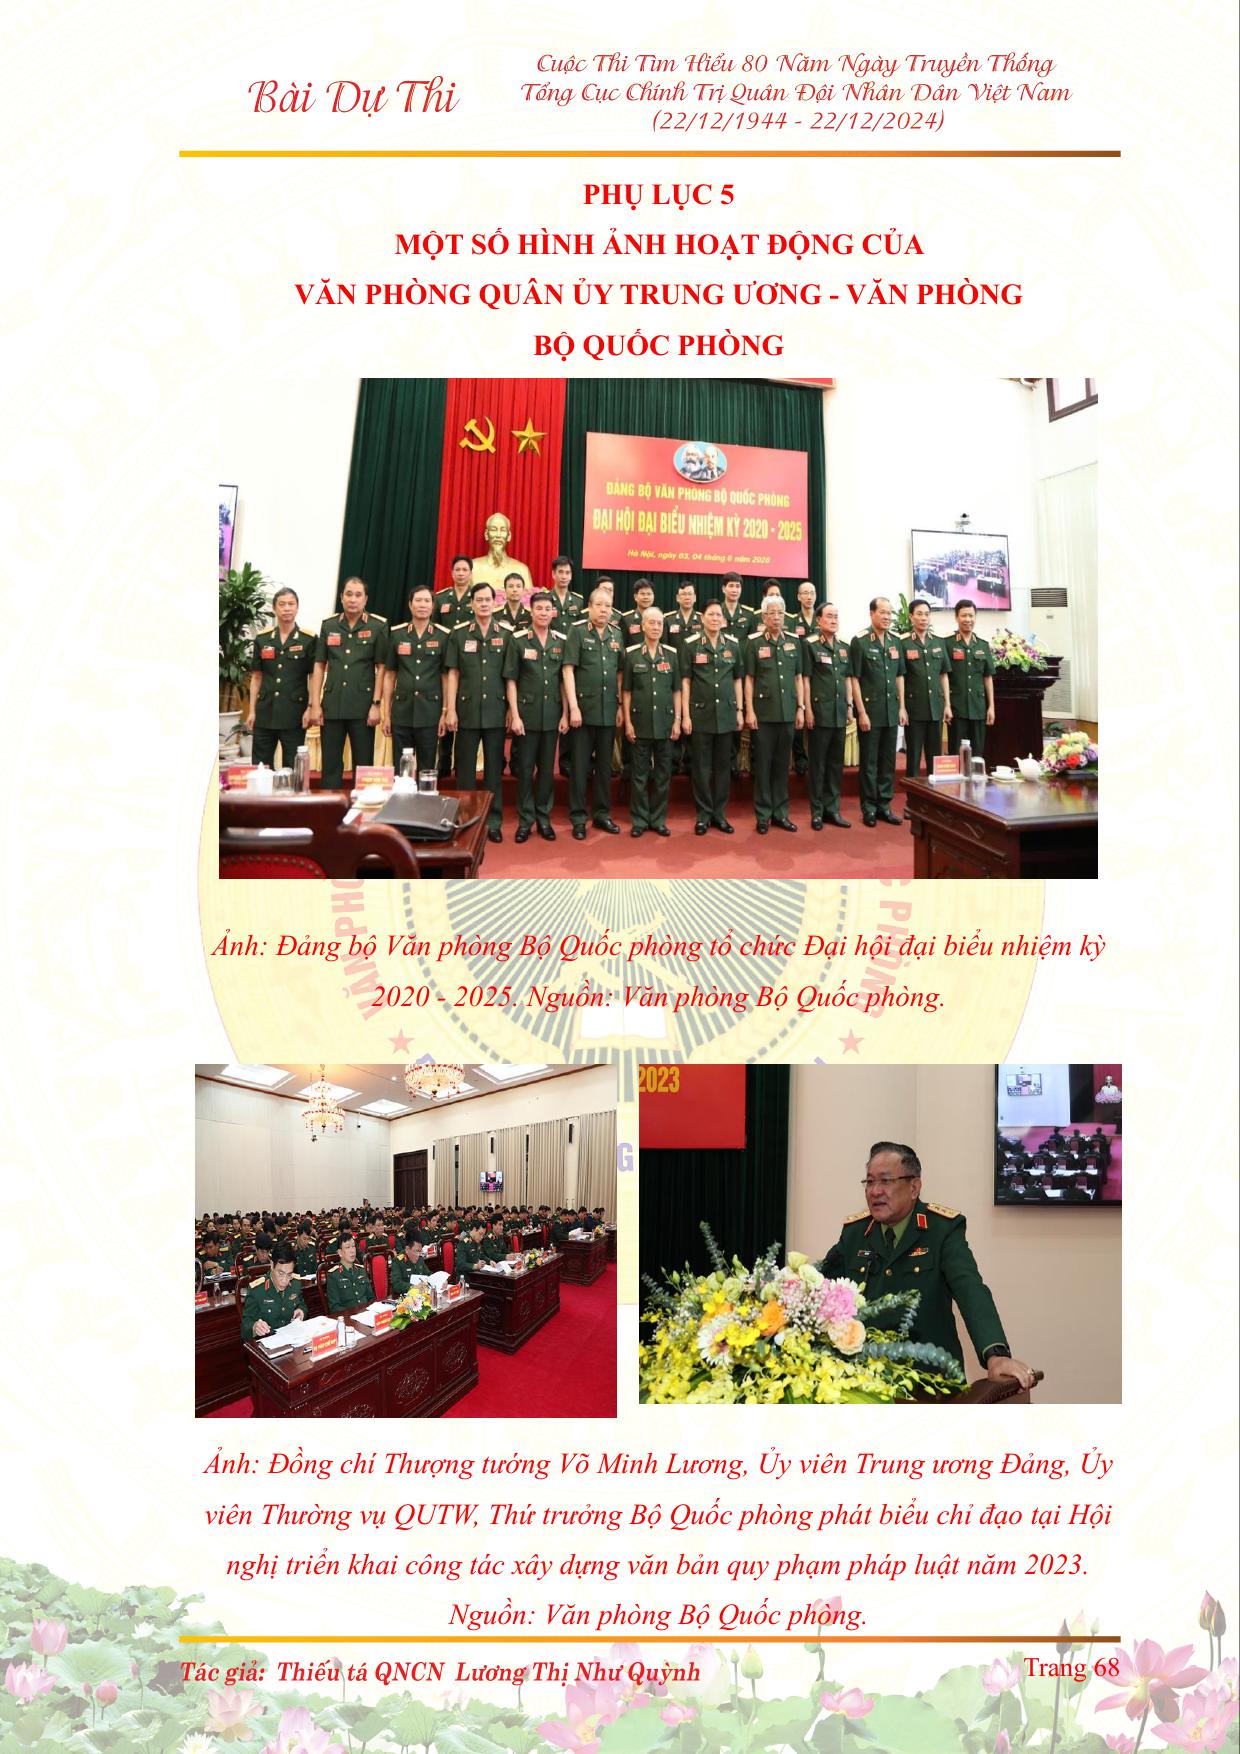 Bài Dự Thi
Cuộc Thi Tìm Hiểu 80 Năm Ngày Truyền Thống
Tổng Cục Chính Trị Quân Đội Nhân Dân Việt Nam
(22/12/1944 - 22/12/2024)
PHỤ LỤC 5
MỘT SỐ HÌNH ẢNH HOẠT ĐỘNG CỦA
VĂN PHÒNG QUÂN ỦY TRUNG ƯƠNG - VĂN PHÒNG
BỘ QUỐC PHÒNG
ĐẢNG BỘ VĂN PHÒNG BỘ QUỐC PHÒNG
ĐẠI HỘI ĐẠI BIỂU NHIỆM KỲ 2020 - 2025
Hà Nội, ngày 03, 04 tháng 6 năm 2020
Ảnh: Đảng bộ Văn phòng Bộ Quốc phòng tổ chức Đại hội đại biểu nhiệm kỳ
2020 - 2025. Nguồn: Văn phòng Bộ Quốc phòng.
2023
Ảnh: Đồng chí Thượng tướng Võ Minh Lương, Ủy viên Trung ương Đảng, Ủy
viên Thường vụ QUTW, Thứ trưởng Bộ Quốc phòng phát biểu chỉ đạo tại Hội
nghị triển khai công tác xây dựng văn bản quy phạm pháp luật năm 2023.
Nguồn: Văn phòng Bộ Quốc phòng.
Tác giả: Thiếu tá QNCN Lương Thị Như Quỳnh
Trang 68